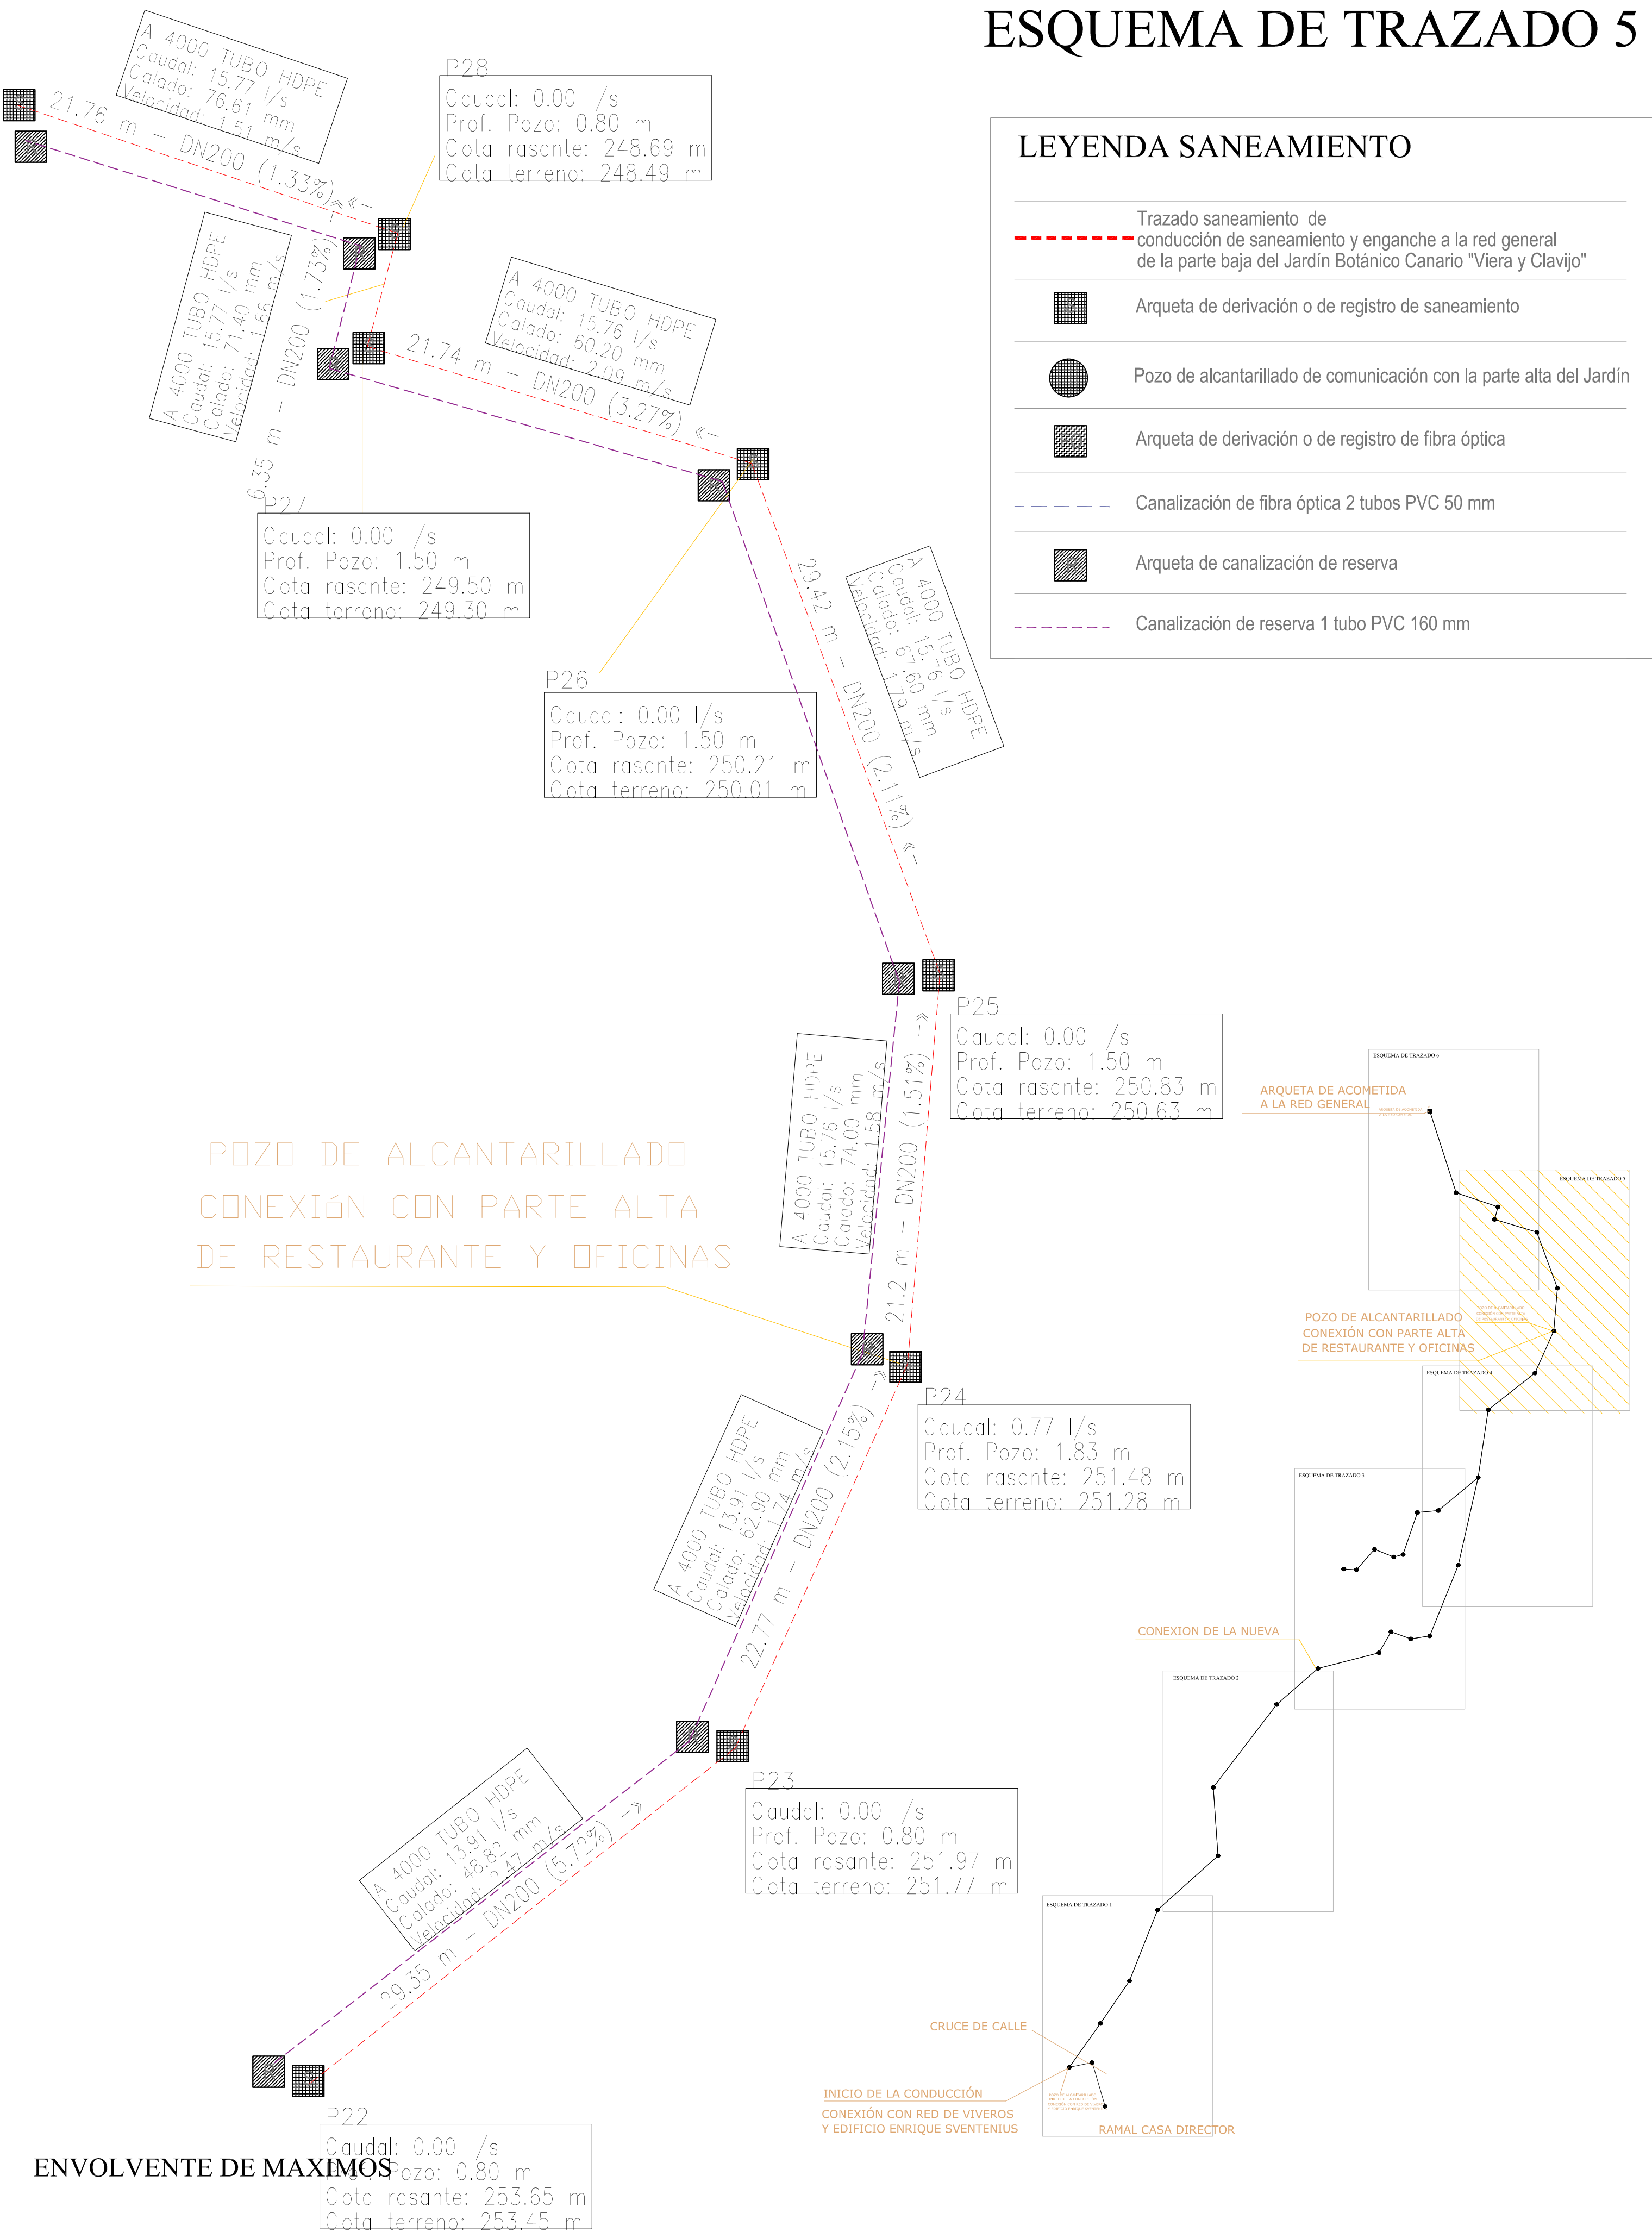 ESQUEMA DE TRAZADO 5
LEYENDA SANEAMIENTO
Trazado saneamiento de
conducción de saneamiento y enganche a la red general
de la parte baja del Jardín Botánico Canario "Viera y Clavijo"
Arqueta de derivación o de registro de saneamiento
Pozo de alcantarillado de comunicación con la parte alta del Jardín
Arqueta de derivación o de registro de fibra óptica
Canalización de fibra óptica 2 tubos PVC 50 mm
Arqueta de canalización de reserva
Canalización de reserva 1 tubo PVC 160 mm
A 4000 TUBO HDPE
Caudal: 15.77 l/s
Calado: 76.61 mm
Velocidad: 1.51 m/s
21.76 m - DN200 (1.33%)
P28
Caudal: 0.00 l/s
Prof. Pozo: 0.80 m
Cota rasante: 248.69 m
Cota terreno: 248.49 m
A 4000 TUBO HDPE
Caudal: 15.77 l/s
Calado: 71.40 mm
Velocidad: 1.66 m/s
6.35 m - DN200 (1.73%)
A 4000 TUBO HDPE
Caudal: 15.76 l/s
Calado: 60.20 mm
Velocidad: 2.09 m/s
21.74 m - DN200 (3.27%)
P27
Caudal: 0.00 l/s
Prof. Pozo: 1.50 m
Cota rasante: 249.50 m
Cota terreno: 249.30 m
A 4000 TUBO HDPE
Caudal: 15.76 l/s
Calado: 67.60 mm
Velocidad: 1.79 m/s
29.42 m - DN200 (2.11%)
P26
Caudal: 0.00 l/s
Prof. Pozo: 1.50 m
Cota rasante: 250.21 m
Cota terreno: 250.01 m
P25
Caudal: 0.00 l/s
Prof. Pozo: 1.50 m
Cota rasante: 250.83 m
Cota terreno: 250.63 m
A 4000 TUBO HDPE
Caudal: 15.76 l/s
Calado: 74.00 mm
Velocidad: 1.58 m/s
21.2 m - DN200 (1.51%)
POZO DE ALCANTARILLADO
CONEXIóN CON PARTE ALTA
DE RESTAURANTE Y OFICINAS
P24
Caudal: 0.77 l/s
Prof. Pozo: 1.83 m
Cota rasante: 251.48 m
Cota terreno: 251.28 m
A 4000 TUBO HDPE
Caudal: 13.91 l/s
Calado: 62.90 mm
Velocidad: 1.74 m/s
22.77 m - DN200 (2.15%)
P23
Caudal: 0.00 l/s
Prof. Pozo: 0.80 m
Cota rasante: 251.97 m
Cota terreno: 251.77 m
A 4000 TUBO HDPE
Caudal: 13.91 l/s
Calado: 48.82 mm
Velocidad: 2.47 m/s
29.35 m - DN200 (5.72%)
P22
Caudal: 0.00 l/s
Prof. Pozo: 0.80 m
Cota rasante: 253.65 m
Cota terreno: 253.45 m
ENVOLVENTE DE MAXIMOS
ESQUEMA DE TRAZADO 6
ARQUETA DE ACOMETIDA
A LA RED GENERAL
ESQUEMA DE TRAZADO 5
POZO DE ALCANTARILLADO
CONEXIÓN CON PARTE ALTA
DE RESTAURANTE Y OFICINAS
ESQUEMA DE TRAZADO 4
ESQUEMA DE TRAZADO 3
CONEXION DE LA NUEVA
ESQUEMA DE TRAZADO 2
ESQUEMA DE TRAZADO 1
CRUCE DE CALLE
INICIO DE LA CONDUCCIÓN
CONEXIÓN CON RED DE VIVEROS
Y EDIFICIO ENRIQUE SVENTENIUS
RAMAL CASA DIRECTOR